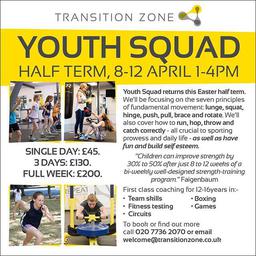 TRANSITION ZONE
YOUTH SQUAD
HALF TERM, 8-12 APRIL 1-4PM
Youth Squad returns this Easter half term.
We'll be focusing on the seven principles
of fundamental movement: lunge, squat,
hinge, push, pull, brace and rotate. We'll
also cover how to run, hop, throw and
catch correctly - all crucial to sporting
prowess and daily life - as well as have
fun and build self esteem.
SINGLE DAY: £45.
3 DAYS: £130.
FULL WEEK: £200.
"Children can improve strength by
30% to 50% after just 8 to 12 weeks of a
bi-weekly well-designed strength-training
program." Faigenbaum
First class coaching for 12-16years in:-
• Team skills
• Fitness testing
• Circuits
• Boxing
• Games
To book or find out more
call 020 7736 2070 or email
welcome@transitionzone.co.uk